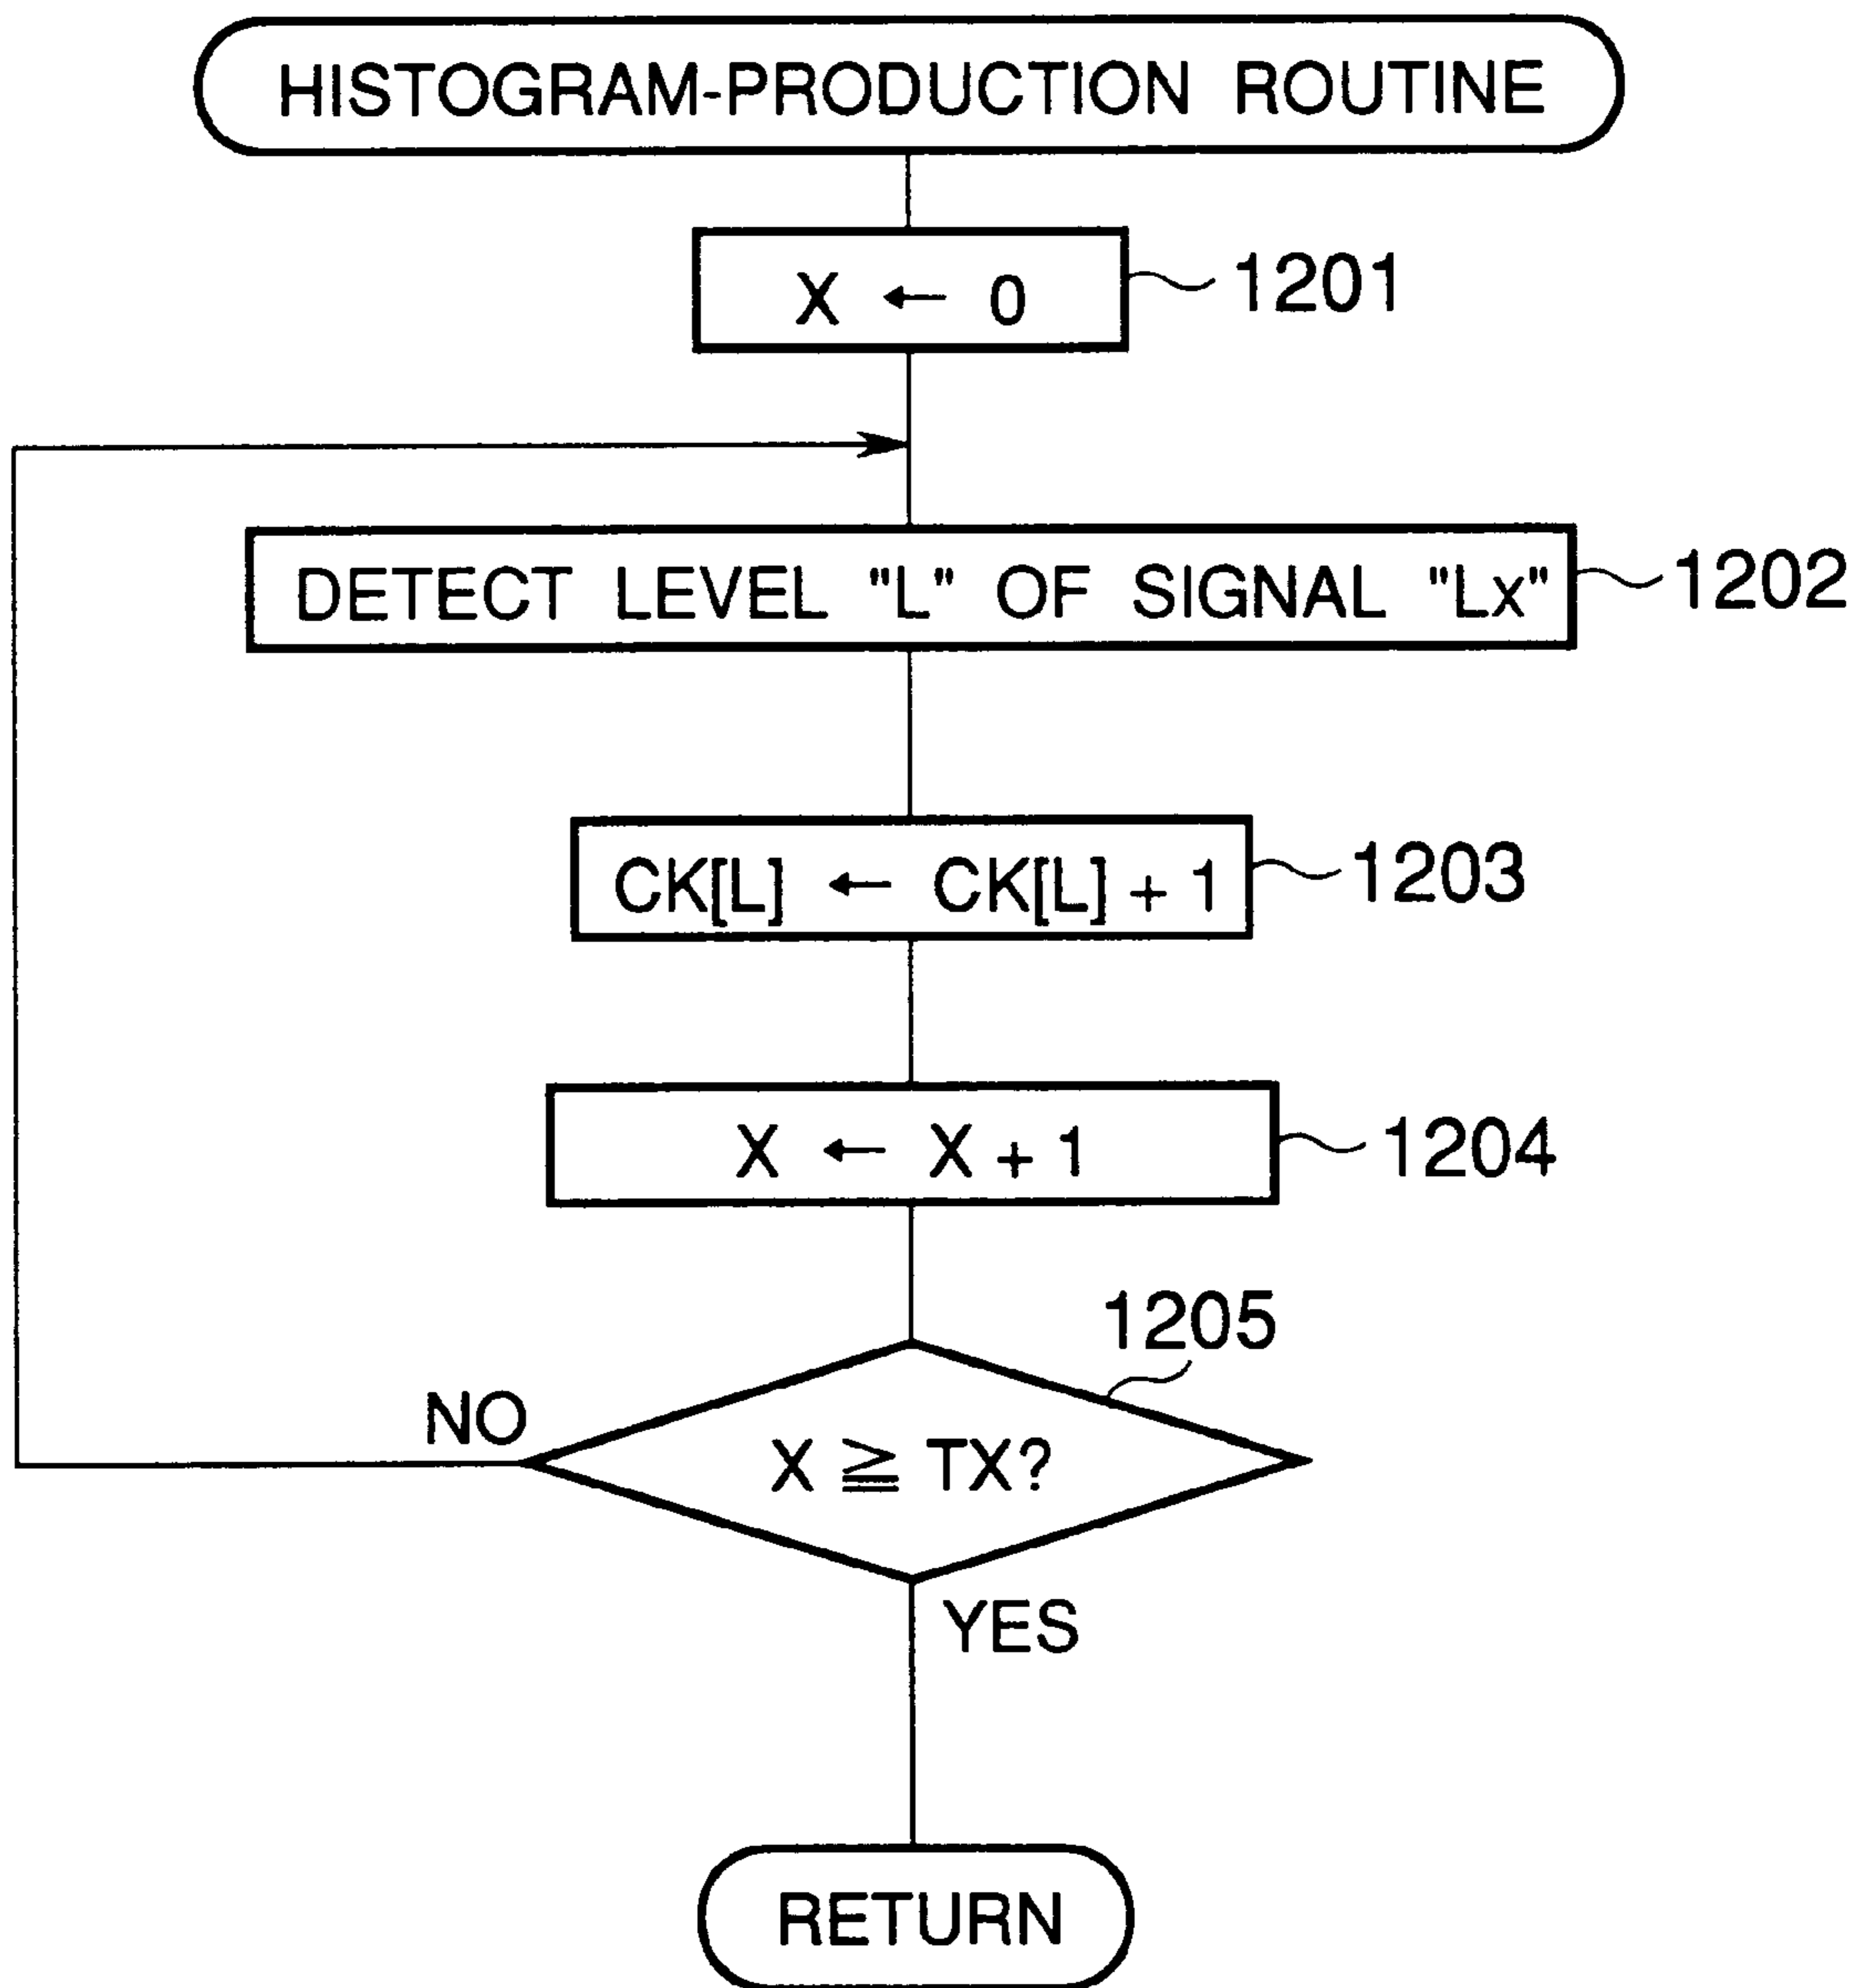 HISTOGRAM-PRODUCTION ROUTINE
X ← 0
1201
DETECT LEVEL "L" OF SIGNAL "Lx"
1202
CK[L] ← CK[L] + 1
1203
X ← X + 1
1204
1205
NO
X ≧ TX?
YES
RETURN